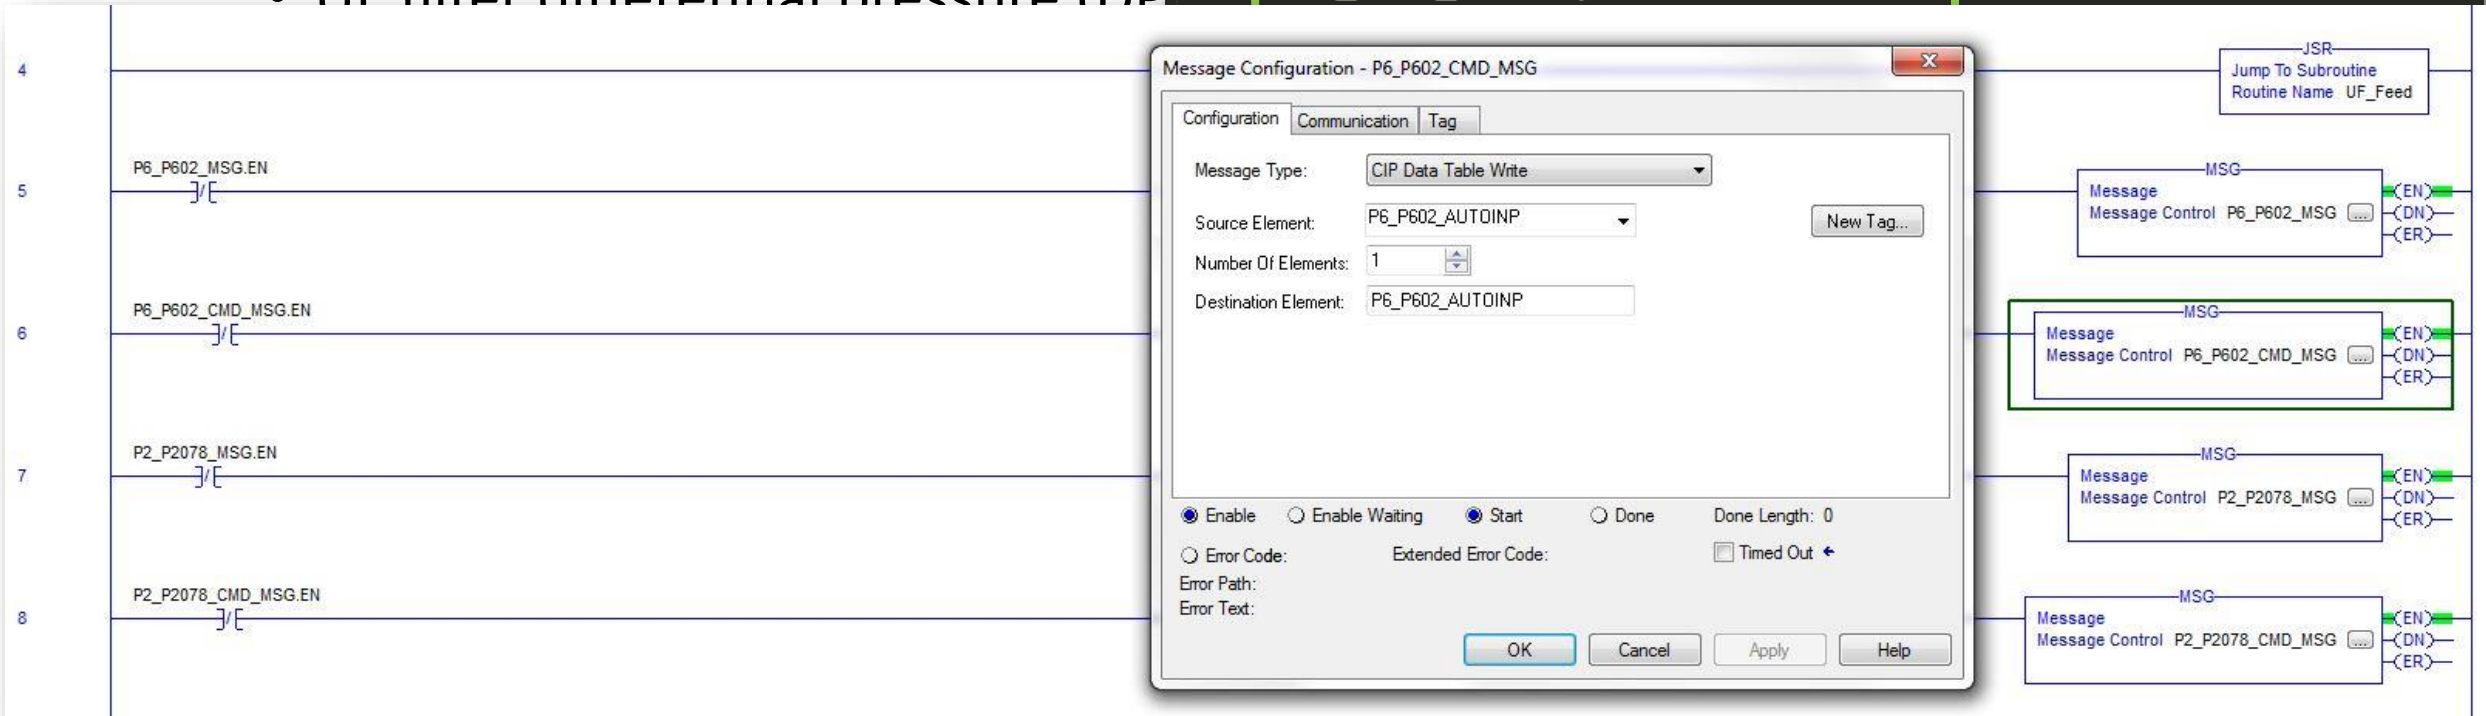 UF filter Differential pressure (DP
4
JSR
Jump To Subroutine
Routine Name UF_Feed
P6_P602_MSG.EN
5
MSG
Message
Message Control P6_P602_MSG ...
(EN)
(DN)
(ER)
P6_P602_CMD_MSG.EN
6
MSG
Message
Message Control P6_P602_CMD_MSG ...
(EN)
(DN)
(ER)
P2_P2078_MSG.EN
7
MSG
Message
Message Control P2_P2078_MSG ...
(EN)
(DN)
(ER)
P2_P2078_CMD_MSG.EN
8
MSG
Message
Message Control P2_P2078_CMD_MSG ...
(EN)
(DN)
(ER)
Message Configuration - P6_P602_CMD_MSG
Configuration Communication Tag
Message Type: CIP Data Table Write
Source Element: P6_P602_AUTOINP New Tag...
Number Of Elements: 1
Destination Element: P6_P602_AUTOINP
Enable Enable Waiting Start Done Done Length: 0
Error Code: Extended Error Code: Timed Out
Error Path:
Error Text:
OK Cancel Apply Help